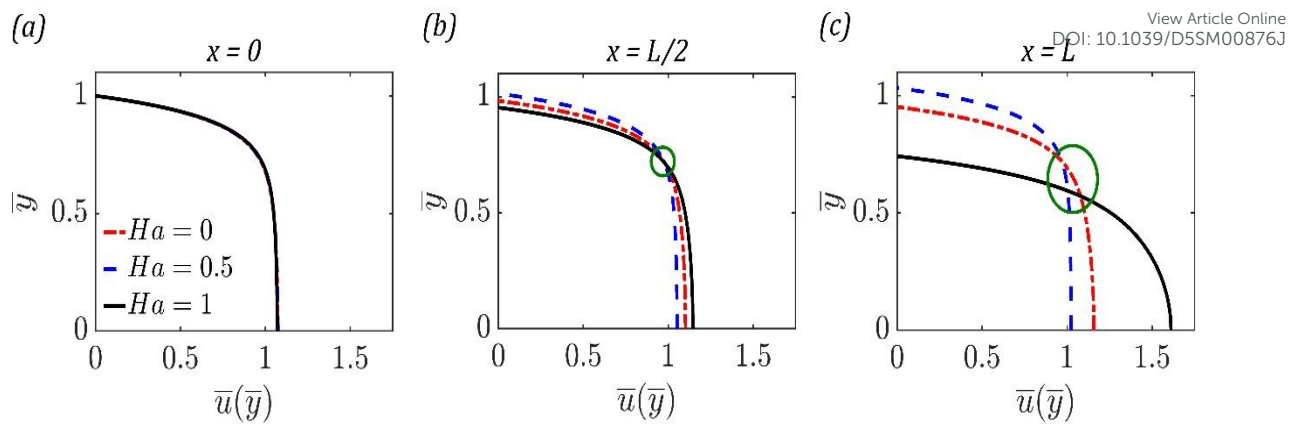 View Article Online
DOI: 10.1039/D5SM00876J
(a)
x = 0
1
0.5
0
y̅
Ha = 0
Ha = 0.5
Ha = 1
0 0.5 1 1.5
u̅(y̅)
(b)
x = L/2
1
0.5
0
y̅
0 0.5 1 1.5
u̅(y̅)
(c)
x = L
1
0.5
0
y̅
0 0.5 1 1.5
u̅(y̅)